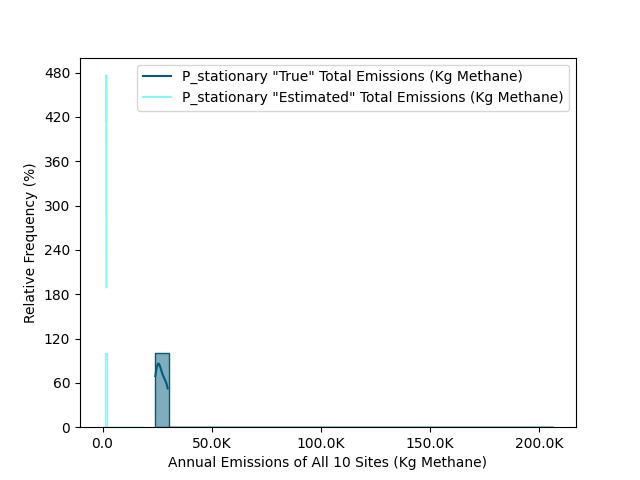 P_stationary "True" Total Emissions (Kg Methane)
P_stationary "Estimated" Total Emissions (Kg Methane)
480
420
360
300
240
180
120
60
0
Relative Frequency (%)
0.0 50.0K 100.0K 150.0K 200.0K
Annual Emissions of All 10 Sites (Kg Methane)